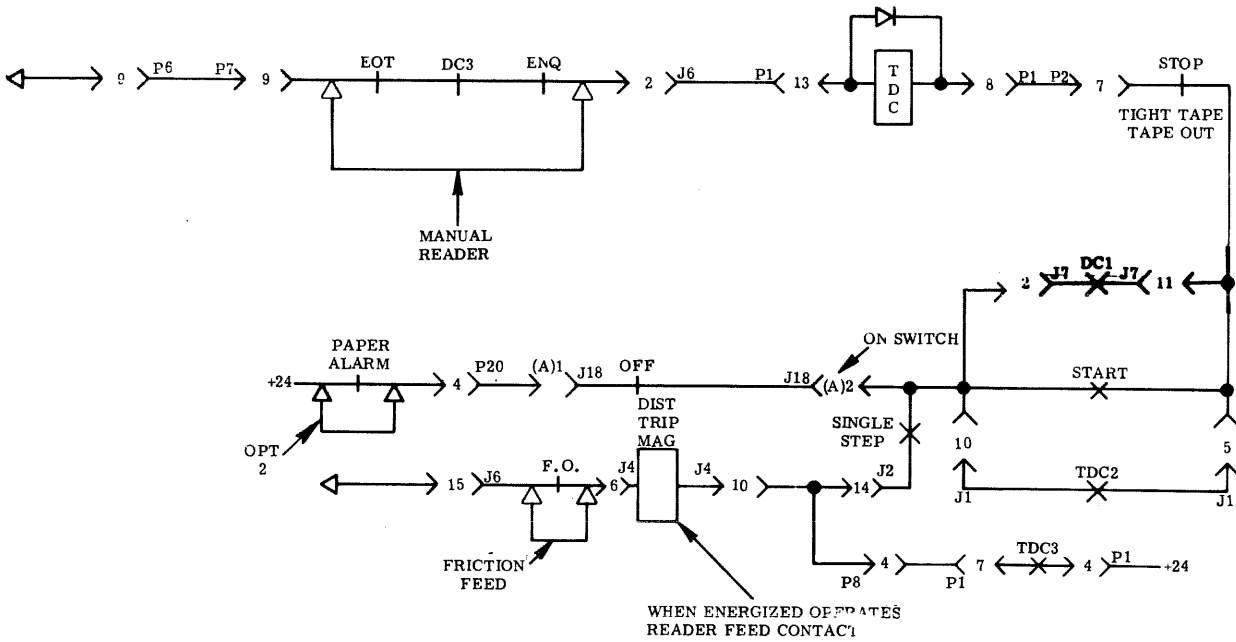 9 P6 P7 9 EOT DC3 ENQ 2 J6 P1 13 TDC 8 P1 P2 7 STOP
TIGHT TAPE
TAPE OUT
MANUAL
READER
2 J7 DC1 J7 11
ON SWITCH
+24 PAPER
ALARM
4 P20 (A)1 J18 OFF J18 (A)2 START
OPT
2
DIST
TRIP
MAG
SINGLE
STEP
10 5
15 J6 F.O. 6 J4 J4 10 14 J2 J1 TDC2 J1
FRICTION
FEED
P8 4 P1 7 TDC3 4 P1 +24
WHEN ENERGIZED OPERATES
READER FEED CONTACT